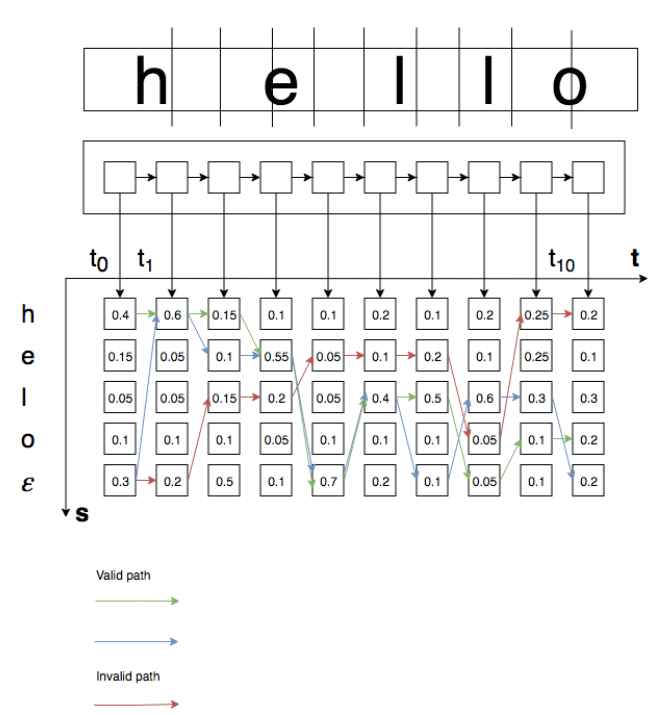 h e l l o
t0 t1 t10 t
h 0.4 0.6 0.15 0.1 0.1 0.2 0.1 0.2 0.25 0.2
e 0.15 0.05 0.1 0.55 0.05 0.1 0.2 0.1 0.25 0.1
l 0.05 0.05 0.15 0.2 0.05 0.4 0.5 0.6 0.3 0.3
o 0.1 0.1 0.1 0.05 0.1 0.1 0.1 0.05 0.1 0.2
ε 0.3 0.2 0.5 0.1 0.7 0.2 0.1 0.05 0.1 0.2
s
Valid path
Invalid path